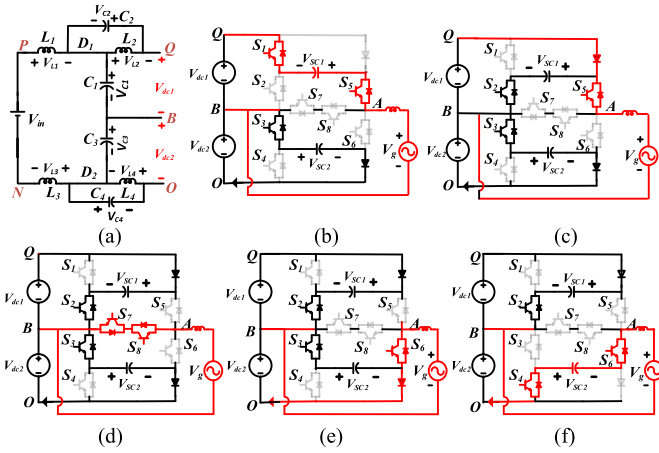 - V_C2 + C_2
P L_1 D_1 L_2 Q
+ V_L1 - + V_L2 - +
C_1 + V_C1 - V_dc1
V_in - B
C_3 + V_C3 - + V_dc2
+ V_L3 - D_2 + V_L4 -
N L_3 C_4 L_4 O
+ V_C4 -
(a)
Q
S_1 - V_SC1 +
V_dc1 S_2 S_5
B S_7 A
S_3 S_8 S_6
V_dc2 S_4 + V_SC2 - V_g + -
O
(b)
Q
S_1 - V_SC1 +
V_dc1 S_2 S_5
B S_7 A
S_3 S_8 S_6
V_dc2 S_4 + V_SC2 - V_g + -
O
(c)
Q
S_1 - V_SC1 +
V_dc1 S_2 S_5
B S_7 A
S_3 S_8 S_6
V_dc2 S_4 + V_SC2 - V_g + -
O
(d)
Q
S_1 - V_SC1 +
V_dc1 S_2 S_5
B S_7 A
S_3 S_8 S_6
V_dc2 S_4 + V_SC2 - V_g + -
O
(e)
Q
S_1 - V_SC1 +
V_dc1 S_2 S_5
B S_7 A
S_3 S_8 S_6
V_dc2 S_4 + V_SC2 - V_g + -
O
(f)